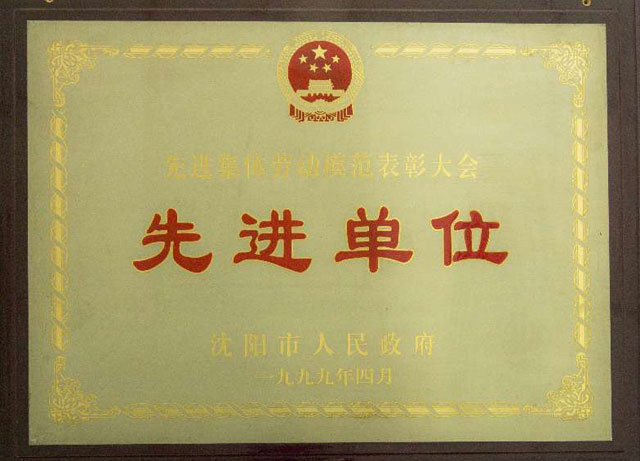 先进集体劳动模范表彰大会
先进单位
沈阳市人民政府
一九九九年四月